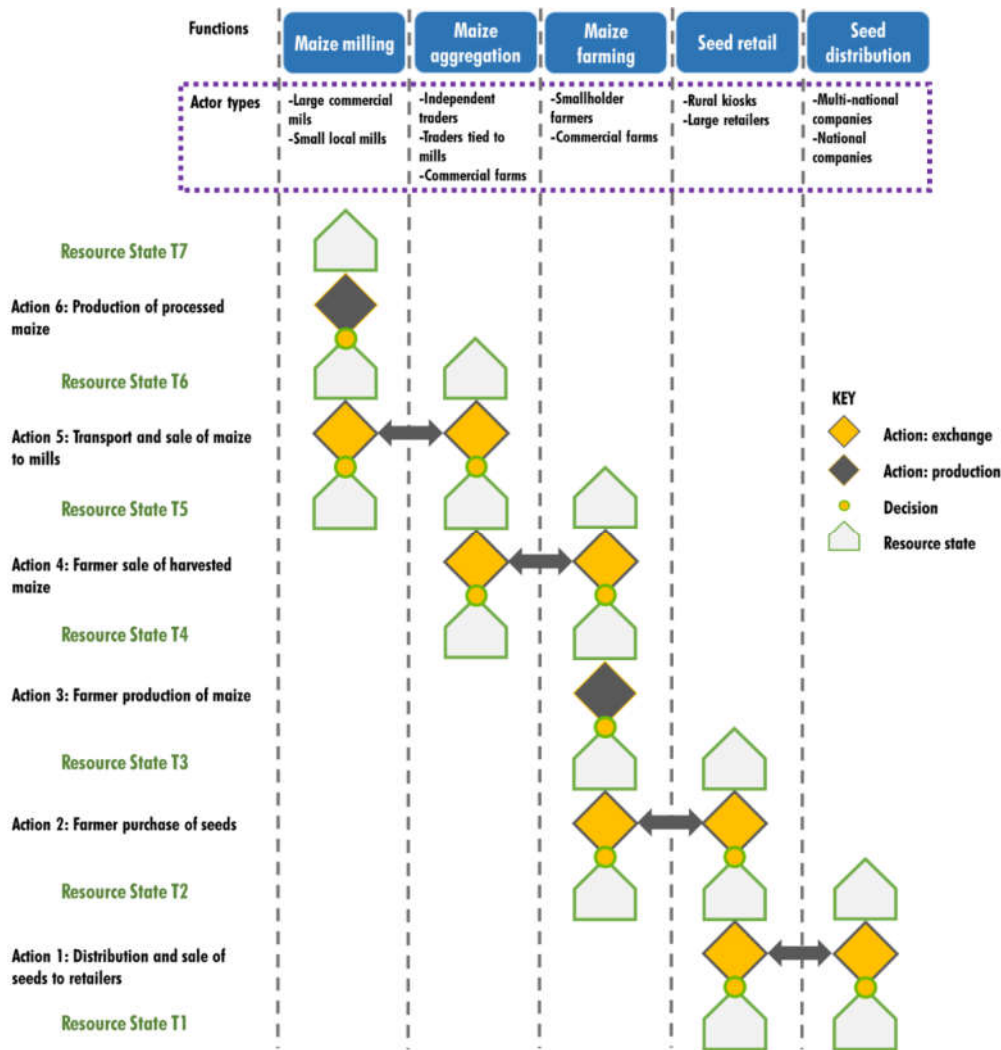 Functions
Maize milling
Maize
aggregation
Maize
farming
Seed retail
Seed
distribution
Actor types
-Large commercial
mils
-Small local mills
-Independent
traders
-Traders tied to
mills
-Commercial farms
-Smallholder
farmers
-Commercial farms
-Rural kiosks
-Large retailers
-Multi-national
companies
-National
companies
Resource State T7
Action 6: Production of processed
maize
Resource State T6
Action 5: Transport and sale of maize
to mills
Resource State T5
Action 4: Farmer sale of harvested
maize
Resource State T4
Action 3: Farmer production of maize
Resource State T3
Action 2: Farmer purchase of seeds
Resource State T2
Action 1: Distribution and sale of
seeds to retailers
Resource State T1
KEY
Action: exchange
Action: production
Decision
Resource state